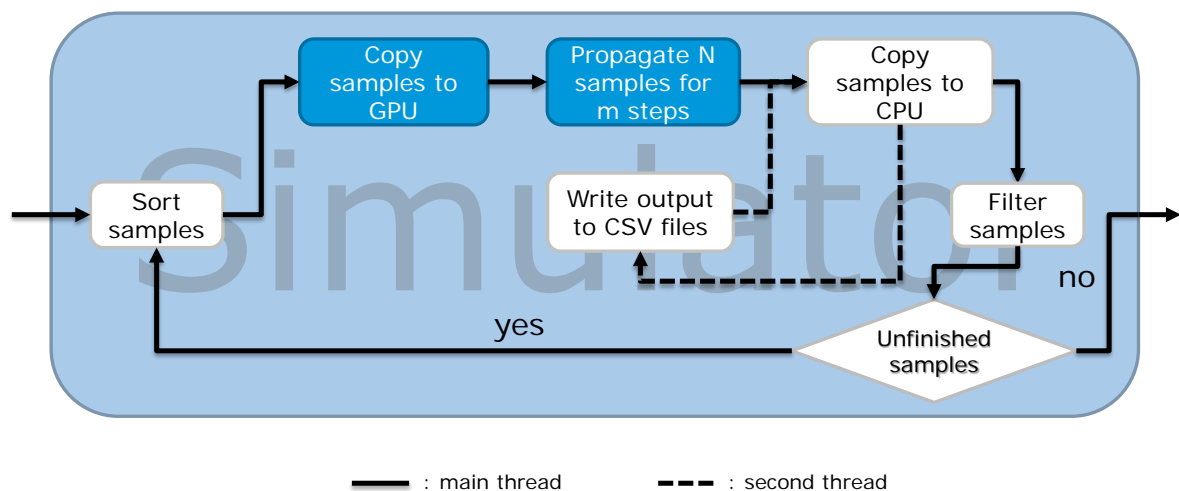 Copy
samples to
GPU
Propagate N
samples for
m steps
Copy
samples to
CPU
Simulator
Sort
samples
Write output
to CSV files
Filter
samples
no
yes
Unfinished
samples
: main thread
: second thread